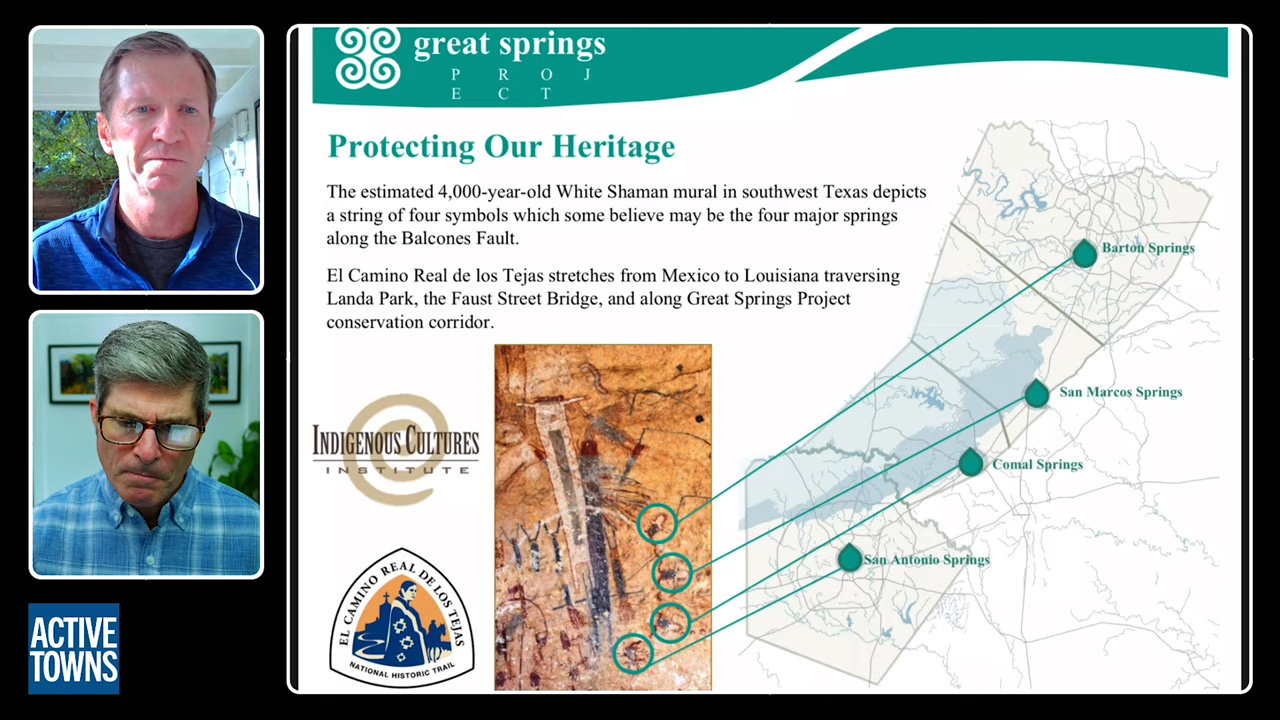 great springs
P R O J
E C T
Protecting Our Heritage
The estimated 4,000-year-old White Shaman mural in southwest Texas depicts
a string of four symbols which some believe may be the four major springs
along the Balcones Fault.
El Camino Real de los Tejas stretches from Mexico to Louisiana traversing
Landa Park, the Faust Street Bridge, and along Great Springs Project
conservation corridor.
Barton Springs
San Marcos Springs
Comal Springs
San Antonio Springs
INDIGENOUS CULTURES
INSTITUTE
EL CAMINO REAL DE LOS TEJAS
NATIONAL HISTORIC TRAIL
ACTIVE
TOWNS